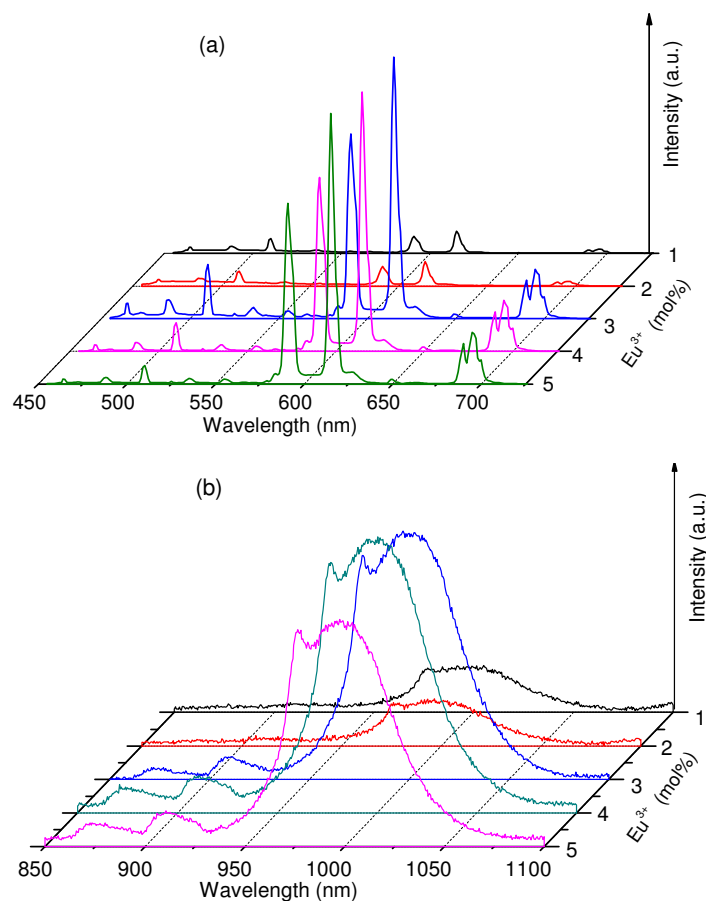 (a)
Intensity (a.u.)
1
2
3
4
5
Eu3+ (mol%)
450 500 550 600 650 700
Wavelength (nm)
(b)
Intensity (a.u.)
1
2
3
4
5
Eu3+ (mol%)
850 900 950 1000 1050 1100
Wavelength (nm)